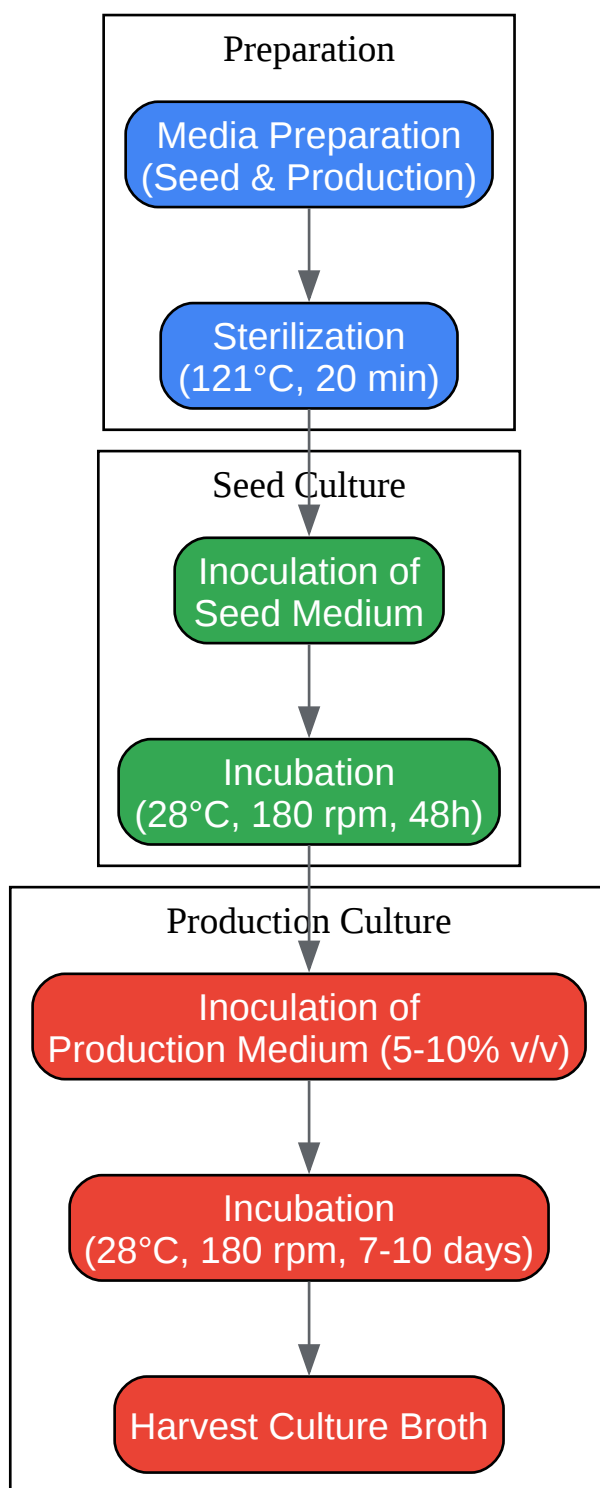 Preparation
Media Preparation
(Seed & Production)
Sterilization
(121°C, 20 min)
Seed Culture
Inoculation of
Seed Medium
Incubation
(28°C, 180 rpm, 48h)
Production Culture
Inoculation of
Production Medium (5-10% v/v)
Incubation
(28°C, 180 rpm, 7-10 days)
Harvest Culture Broth